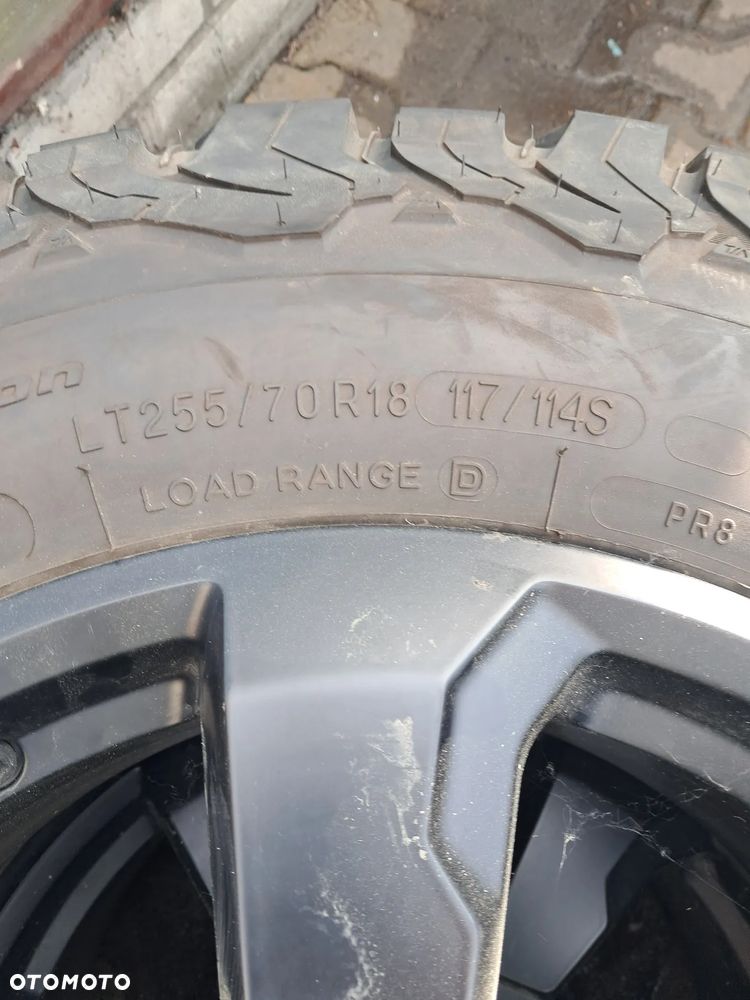 LT255/70R18 117/114S
LOAD RANGE D
PR8
OTOMOTO